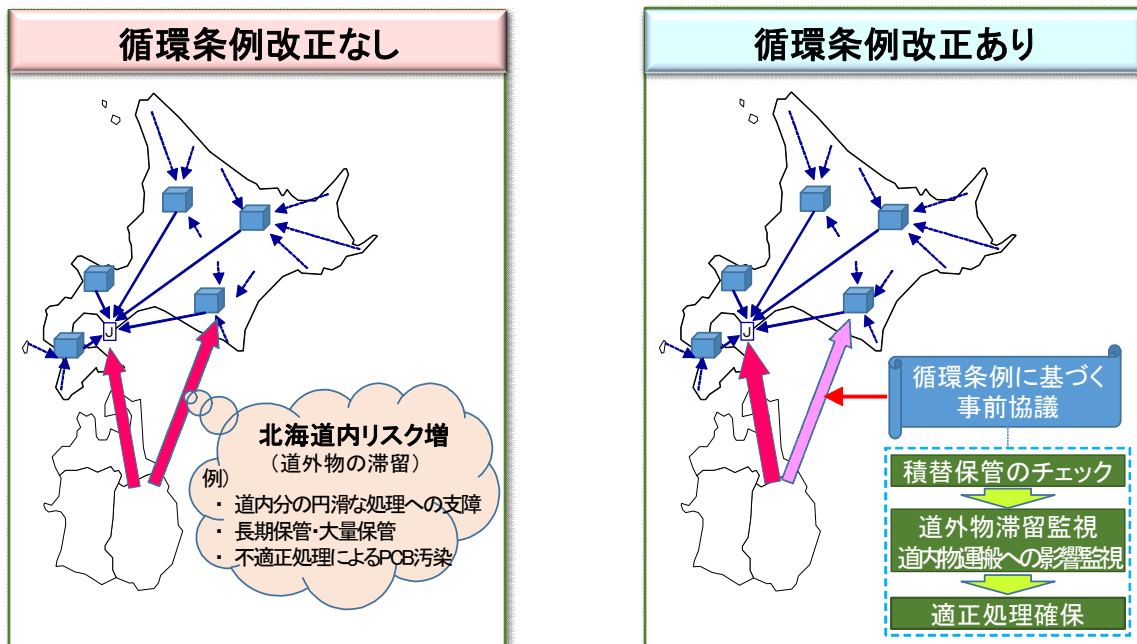 循環条例改正なし
J
北海道内リスク増
（道外物の滞留）
例）
・ 道内分の円滑な処理への支障
・ 長期保管・大量保管
・ 不適正処理によるPCB汚染
循環条例改正あり
J
循環条例に基づく
事前協議
積替保管のチェック
道外物滞留監視
道内物運搬への影響監視
適正処理確保